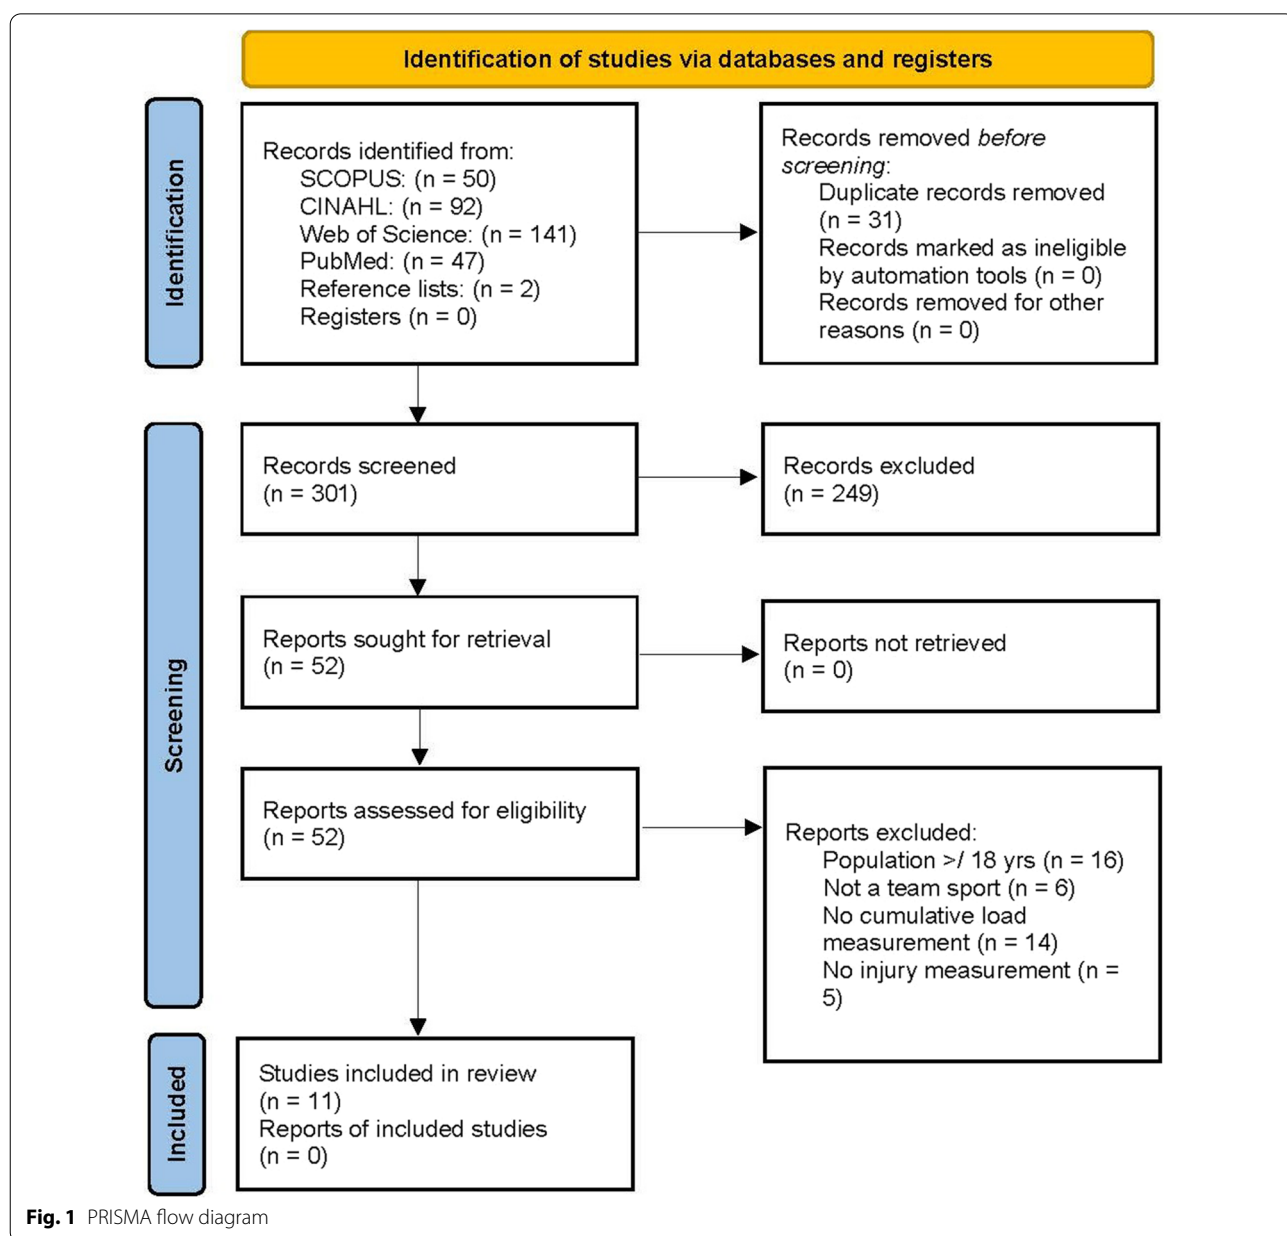 Identification of studies via databases and registers
Identification
Records identified from:
SCOPUS: (n = 50)
CINAHL: (n = 92)
Web of Science: (n = 141)
PubMed: (n = 47)
Reference lists: (n = 2)
Registers (n = 0)
Records removed before
screening:
Duplicate records removed
(n = 31)
Records marked as ineligible
by automation tools (n = 0)
Records removed for other
reasons (n = 0)
Screening
Records screened
(n = 301)
Records excluded
(n = 249)
Reports sought for retrieval
(n = 52)
Reports not retrieved
(n = 0)
Reports assessed for eligibility
(n = 52)
Reports excluded:
Population >/ 18 yrs (n = 16)
Not a team sport (n = 6)
No cumulative load
measurement (n = 14)
No injury measurement (n =
5)
Included
Studies included in review
(n = 11)
Reports of included studies
(n = 0)
Fig. 1 PRISMA flow diagram